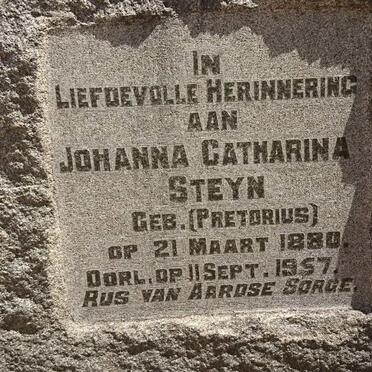 IN
LIEFDEVOLLE HERINNERING
AAN
JOHANNA CATHARINA
STEYN
GEB. (PRETORIUS)
OP 21 MAART 1880.
OORL. OP 11 SEPT. 1957.
RUS VAN AARDSE SORGE.